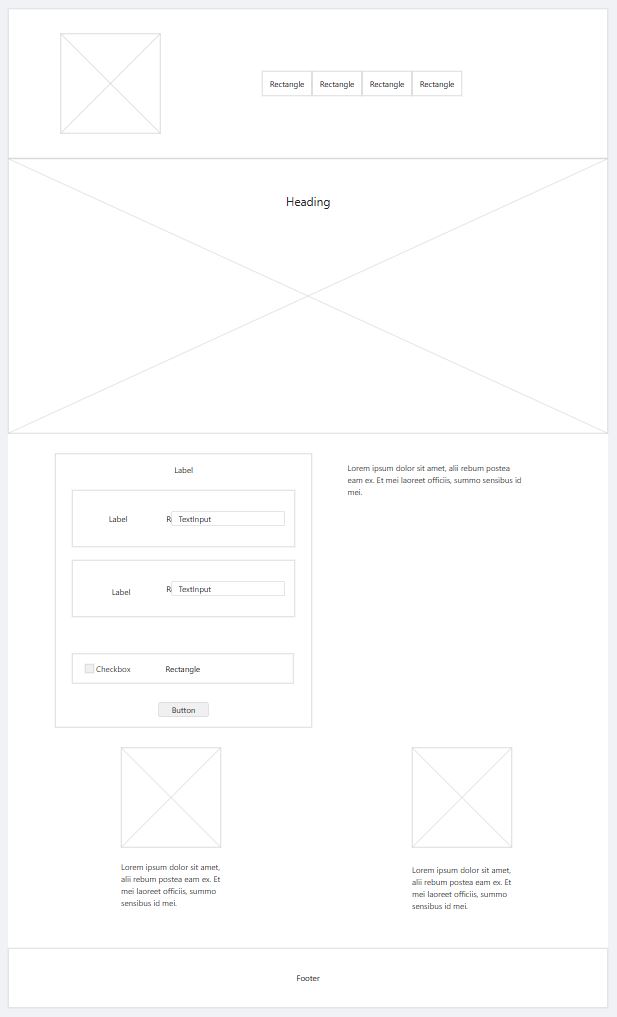 Rectangle Rectangle Rectangle Rectangle
Heading
Label
Label R TextInput
Label R TextInput
Checkbox Rectangle
Button
Lorem ipsum dolor sit amet, alii rebum postea
eam ex. Et mei laoreet officiis, summo sensibus id
mei.
Lorem ipsum dolor sit amet,
alii rebum postea eam ex. Et
mei laoreet officiis, summo
sensibus id mei.
Lorem ipsum dolor sit amet,
alii rebum postea eam ex. Et
mei laoreet officiis, summo
sensibus id mei.
Footer